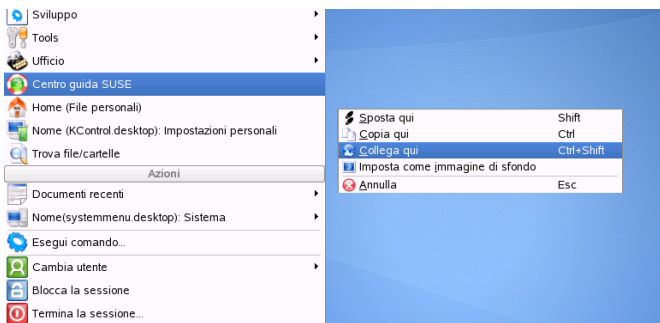 Sviluppo
Tools
Ufficio
Centro guida SUSE
Home (File personali)
Nome (KControl.desktop): Impostazioni personali
Trova file/cartelle
Azioni
Documenti recenti
Nome(systemmenu.desktop): Sistema
Esegui comando...
Cambia utente
Blocca la sessione
Termina la sessione...
Sposta qui Shift
Copia qui Ctrl
Collega qui Ctrl+Shift
Imposta come immagine di sfondo
Annulla Esc